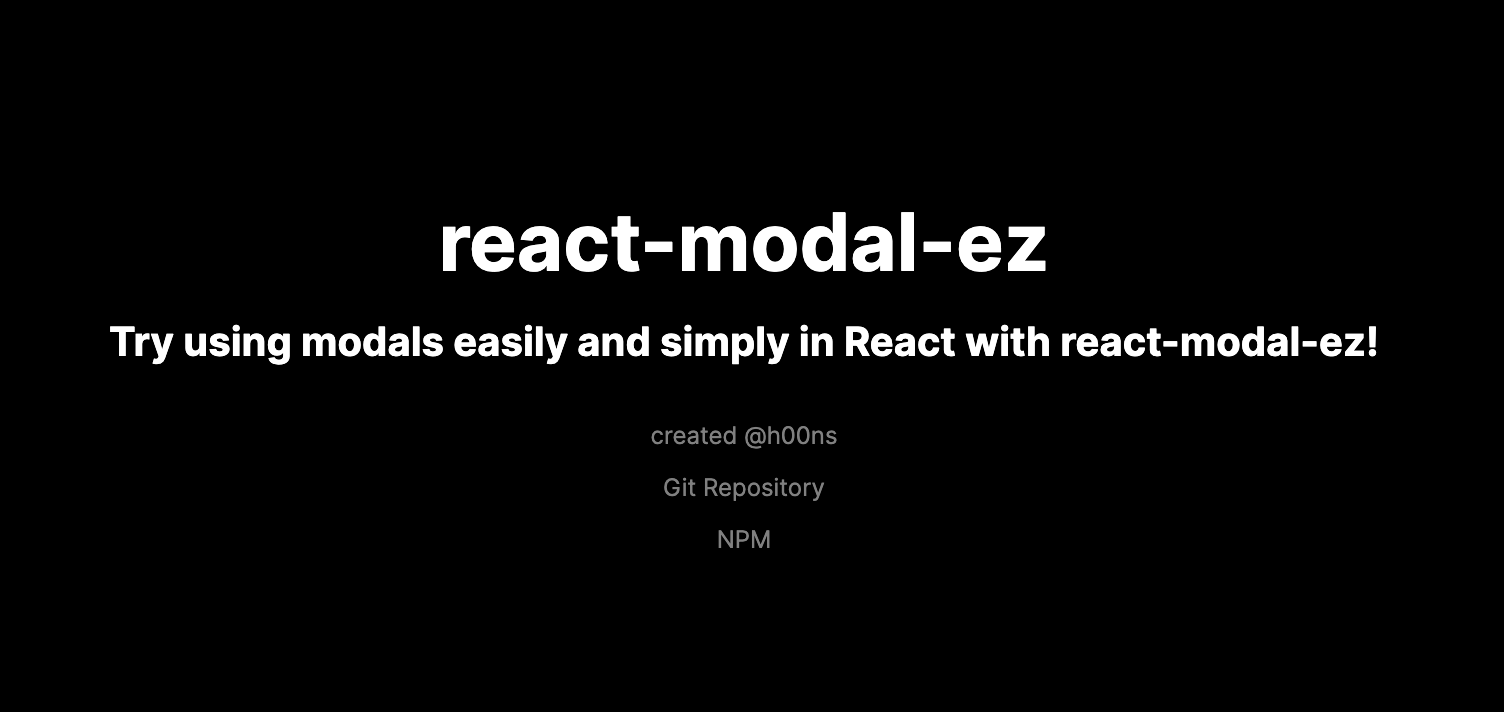 react-modal-ez
Try using modals easily and simply in React with react-modal-ez!
created @h00ns
Git Repository
NPM